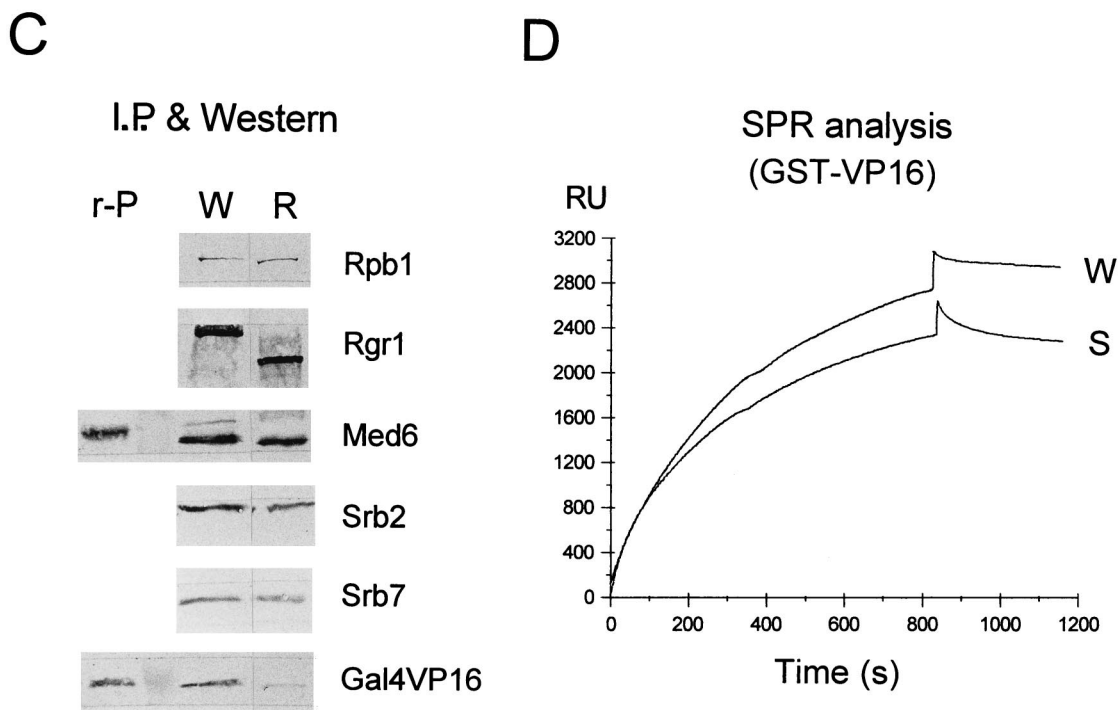 C
I.P. & Western
r-P W R
Rpb1
Rgr1
Med6
Srb2
Srb7
Gal4VP16
D
SPR analysis
(GST-VP16)
RU
3200
2800
2400
2000
1600
1200
800
400
0
0 200 400 600 800 1000 1200
W
S
Time (s)